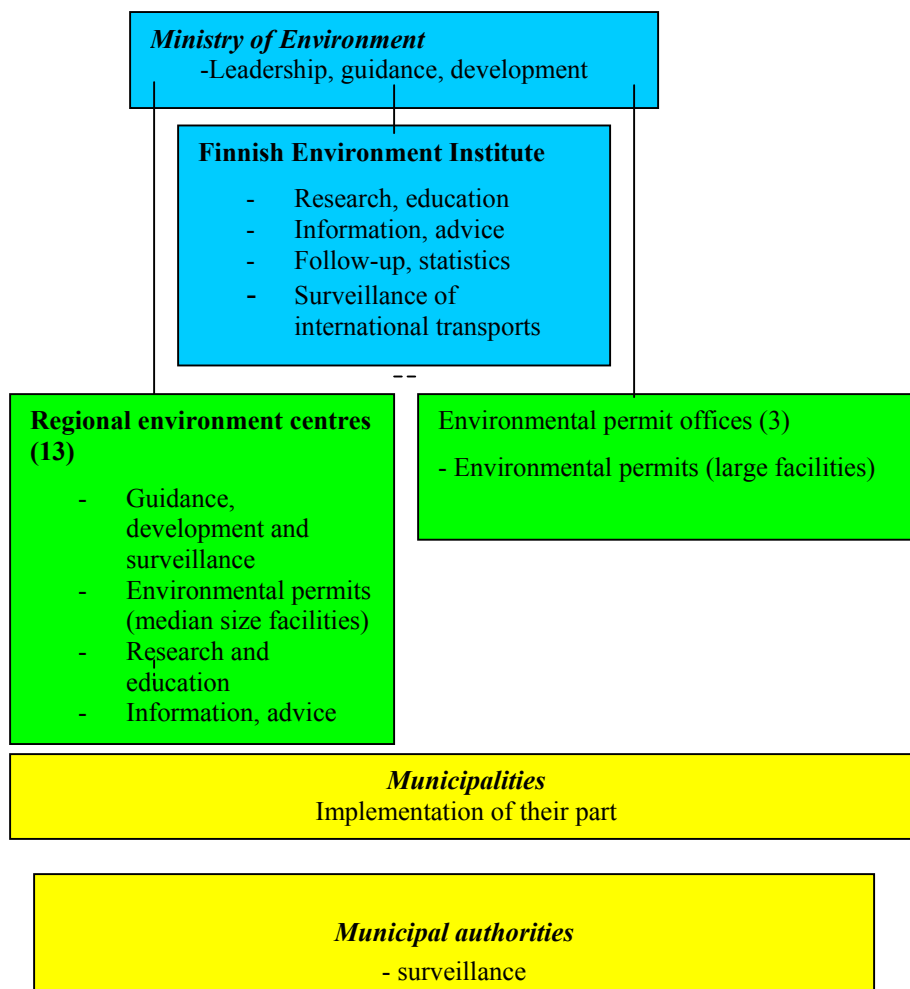 Ministry of Environment
-Leadership, guidance, development
Finnish Environment Institute
- Research, education
- Information, advice
- Follow-up, statistics
- Surveillance of
international transports
Regional environment centres
(13)
- Guidance,
development and
surveillance
- Environmental permits
(median size facilities)
- Research and
education
- Information, advice
Environmental permit offices (3)
- Environmental permits (large facilities)
Municipalities
Implementation of their part
Municipal authorities
- surveillance